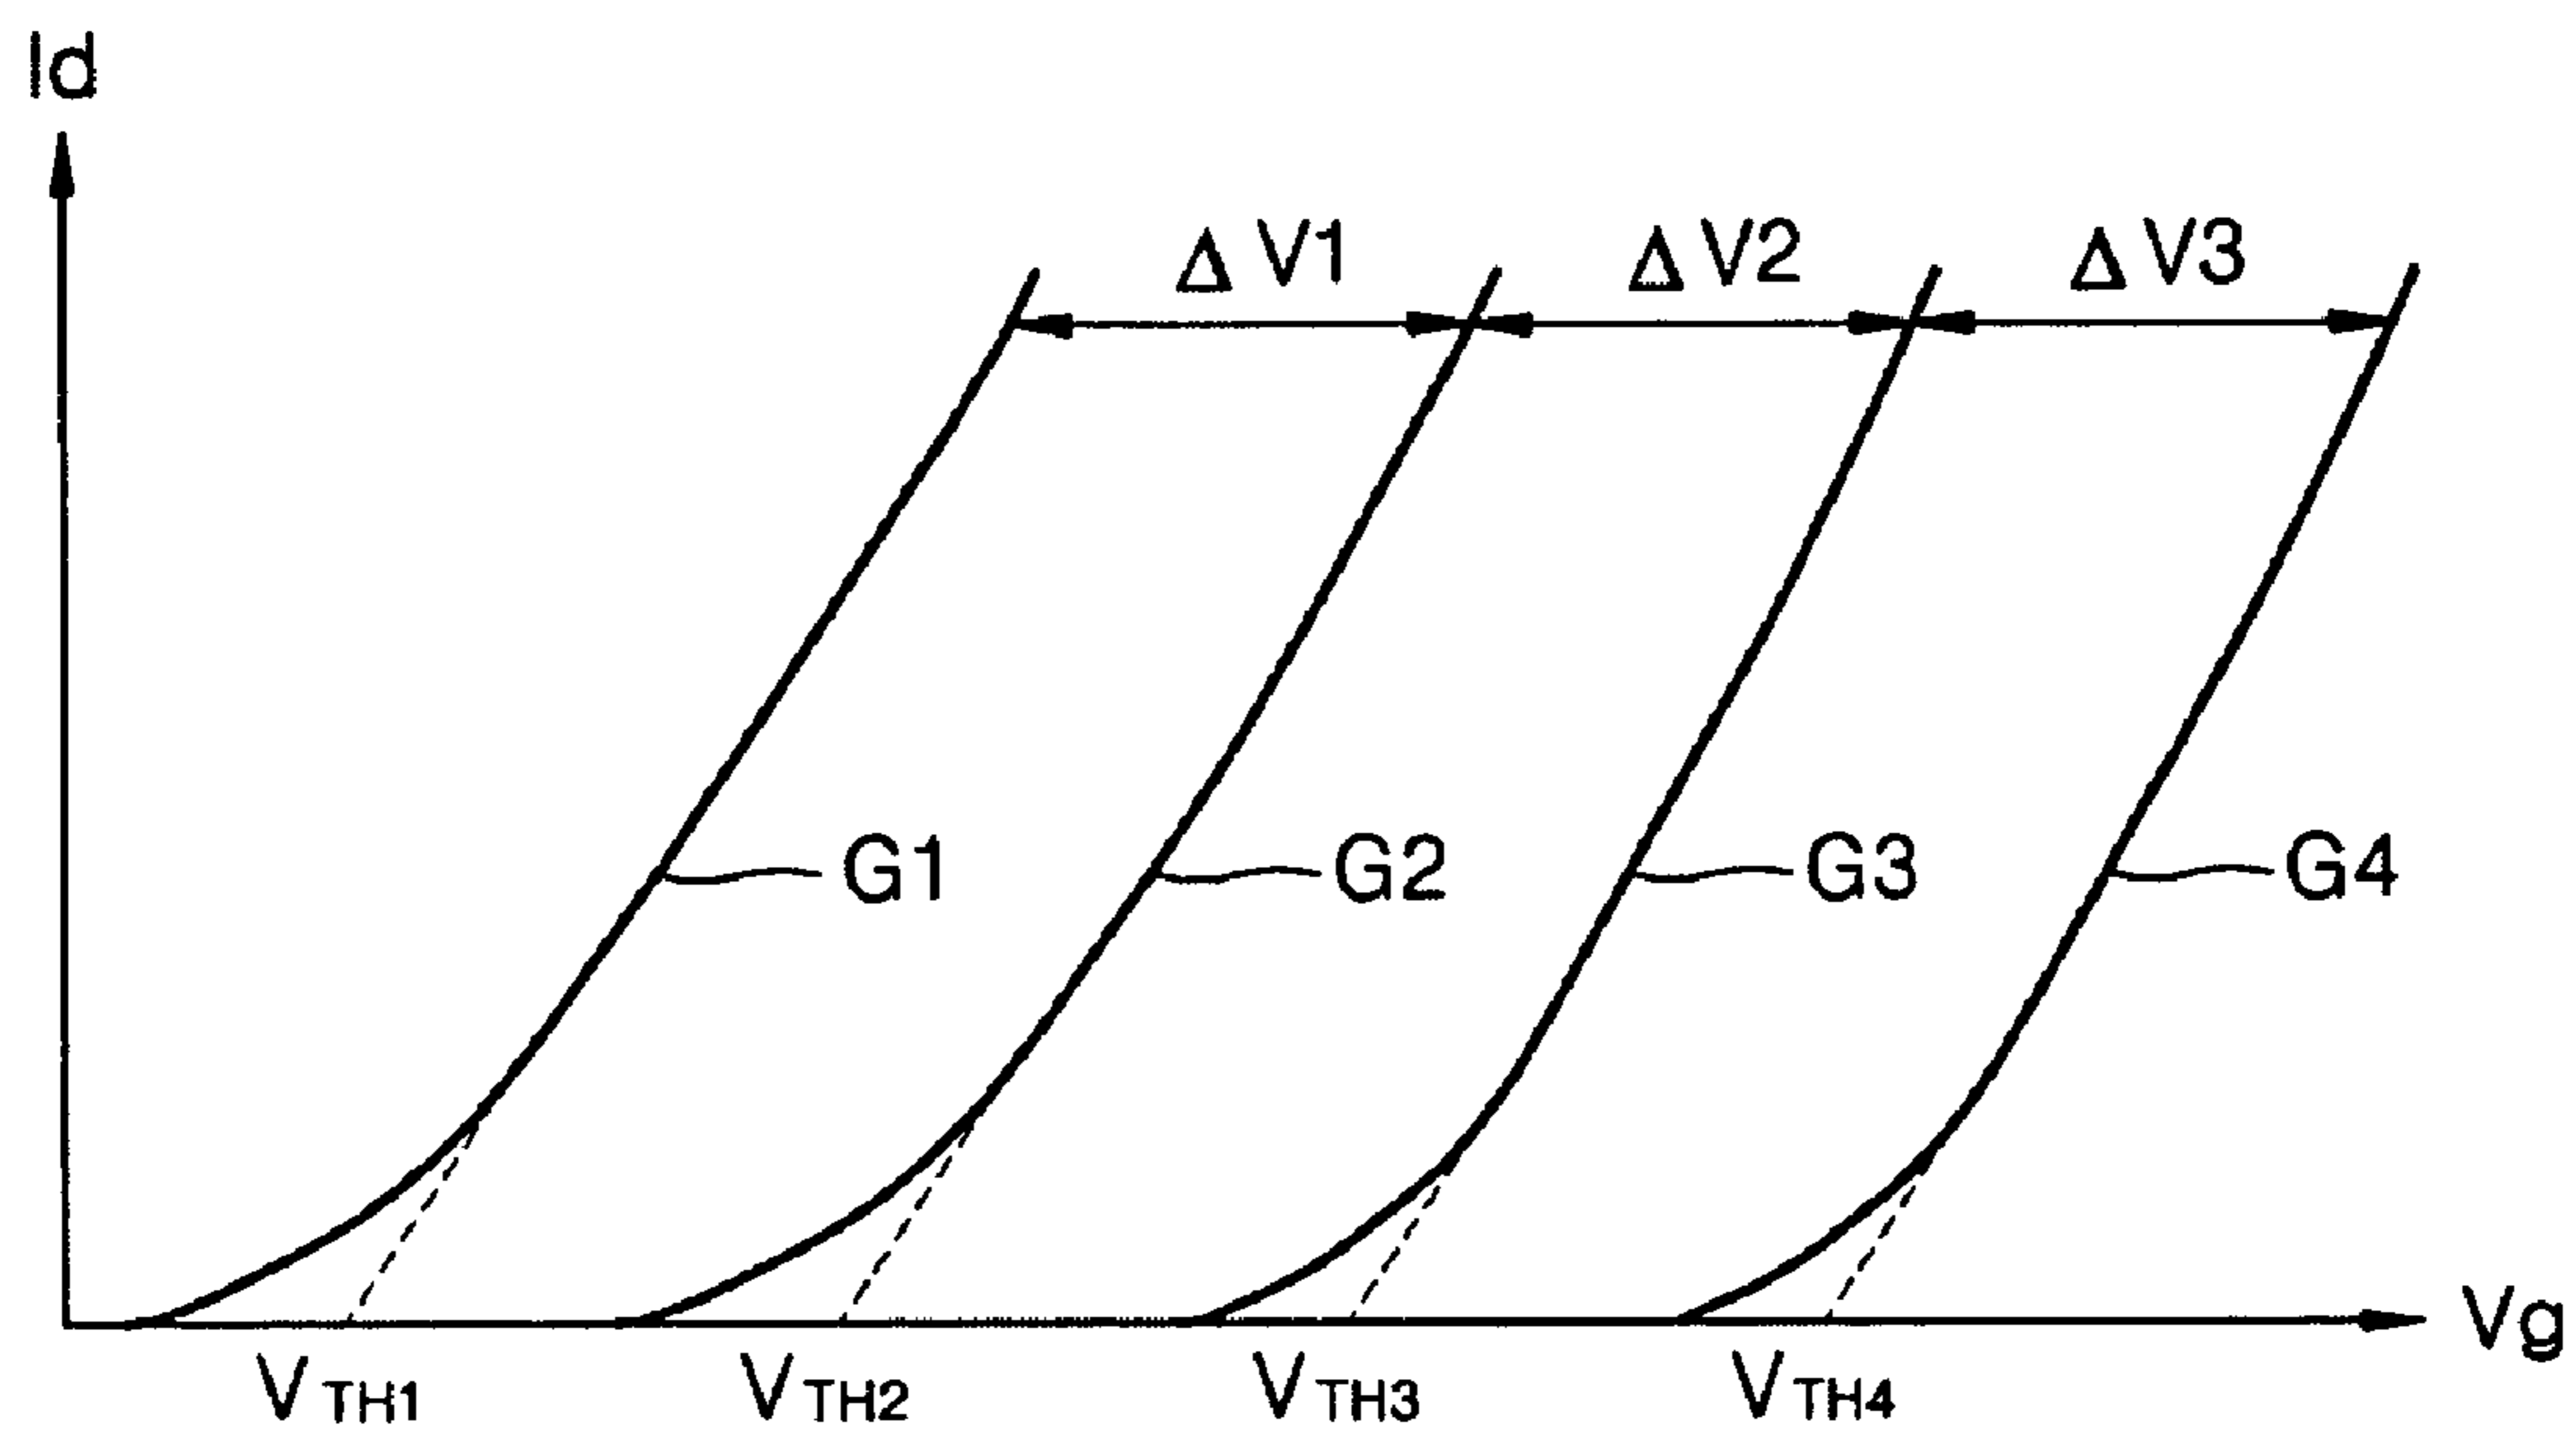 Id
ΔV1 ΔV2 ΔV3
G1 G2 G3 G4
Vg
VTH1 VTH2 VTH3 VTH4